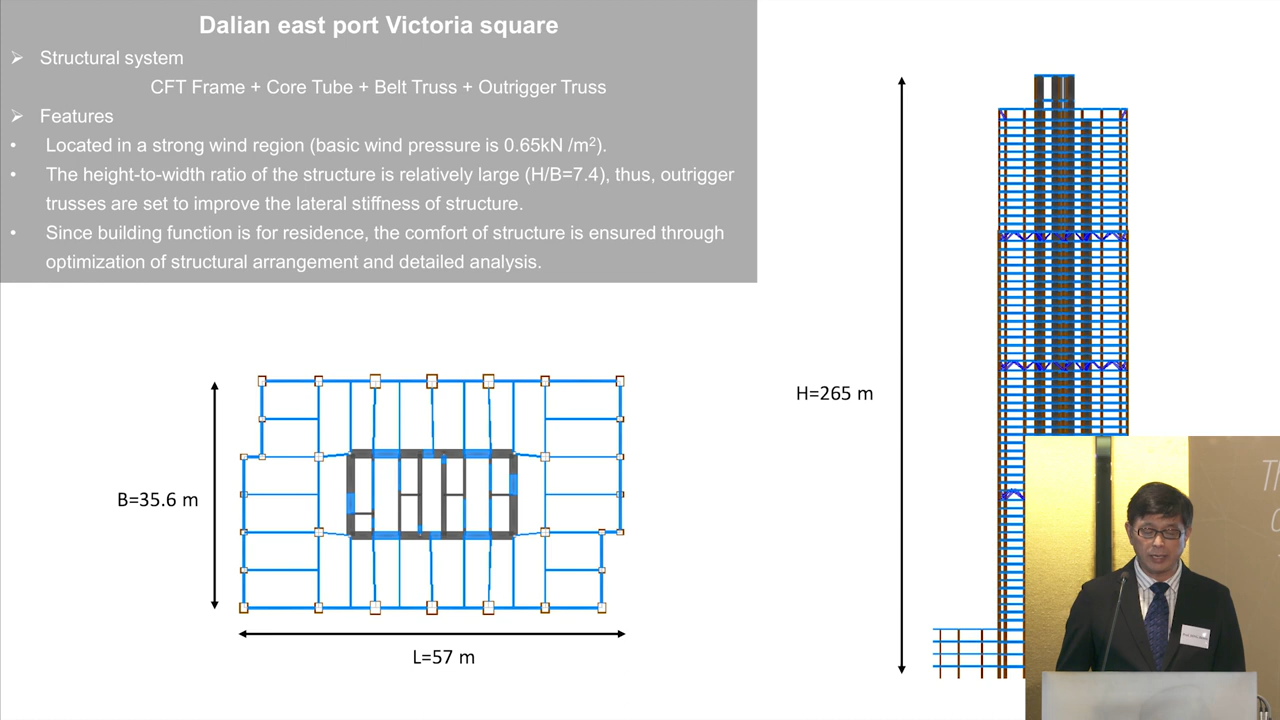 Dalian east port Victoria square
➢ Structural system
CFT Frame + Core Tube + Belt Truss + Outrigger Truss
➢ Features
• Located in a strong wind region (basic wind pressure is 0.65kN /m²).
• The height-to-width ratio of the structure is relatively large (H/B=7.4), thus, outrigger
trusses are set to improve the lateral stiffness of structure.
• Since building function is for residence, the comfort of structure is ensured through
optimization of structural arrangement and detailed analysis.
H=265 m
B=35.6 m
L=57 m